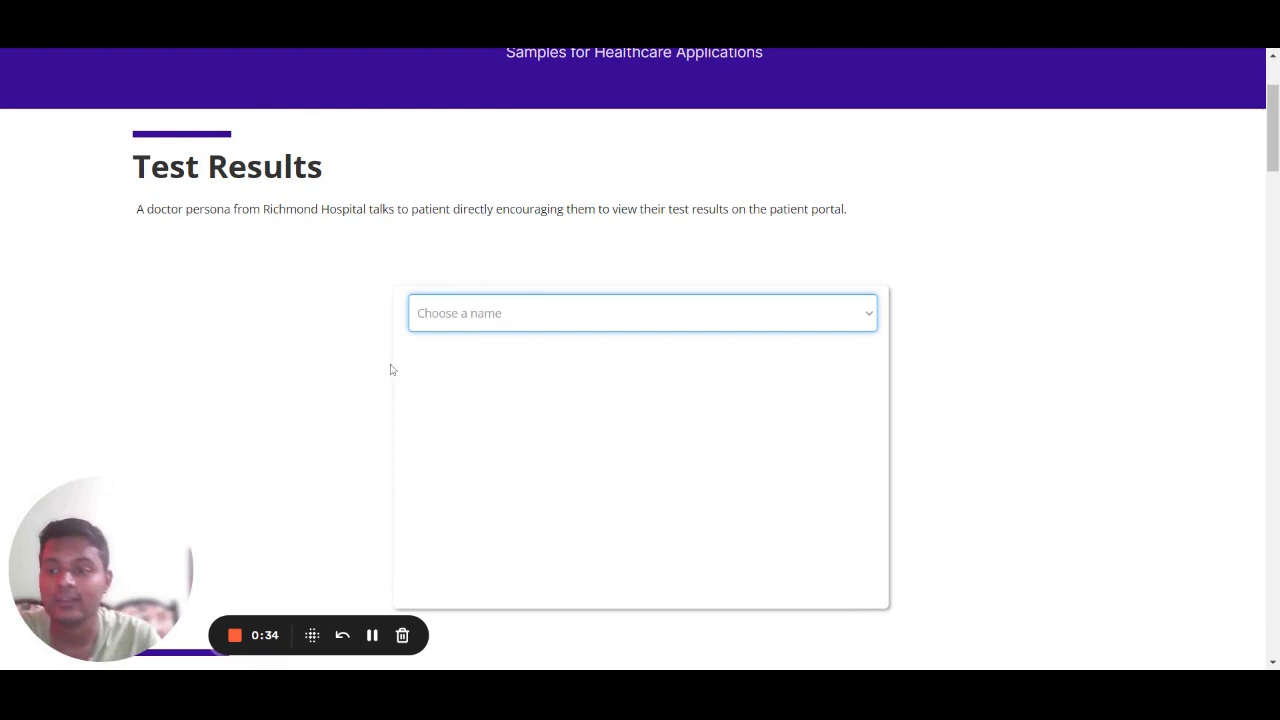 Samples for Healthcare Applications
Test Results
A doctor persona from Richmond Hospital talks to patient directly encouraging them to view their test results on the patient portal.
Choose a name
0:34